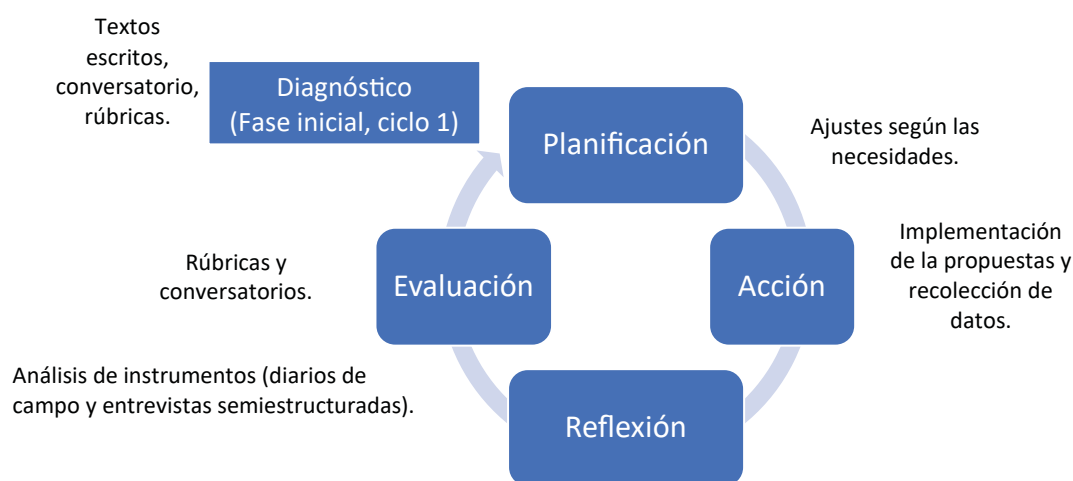 Textos
escritos,
conversatorio,
rúbricas.
Diagnóstico
(Fase inicial, ciclo 1)
Planificación
Ajustes según las
necesidades.
Rúbricas y
conversatorios.
Evaluación
Acción
Implementación
de la propuestas y
recolección de
datos.
Análisis de instrumentos (diarios de
campo y entrevistas semiestructuradas).
Reflexión